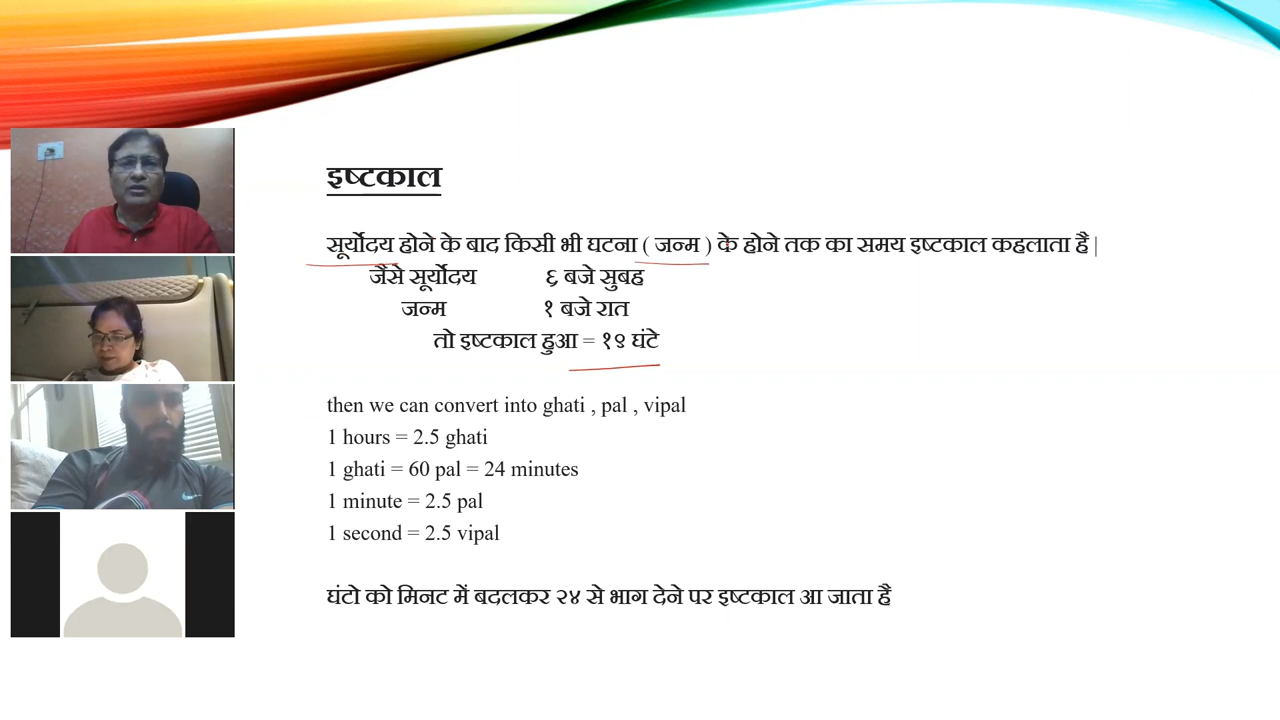 इष्टकाल
सूर्योदय होने के बाद किसी भी घटना ( जन्म ) के होने तक का समय इष्टकाल कहलाता है |
जैसे सूर्योदय ६ बजे सुबह
जन्म १ बजे रात
तो इष्टकाल हुआ = १९ घंटे
then we can convert into ghati , pal , vipal
1 hours = 2.5 ghati
1 ghati = 60 pal = 24 minutes
1 minute = 2.5 pal
1 second = 2.5 vipal
घंटो को मिनट में बदलकर २४ से भाग देने पर इष्टकाल आ जाता है